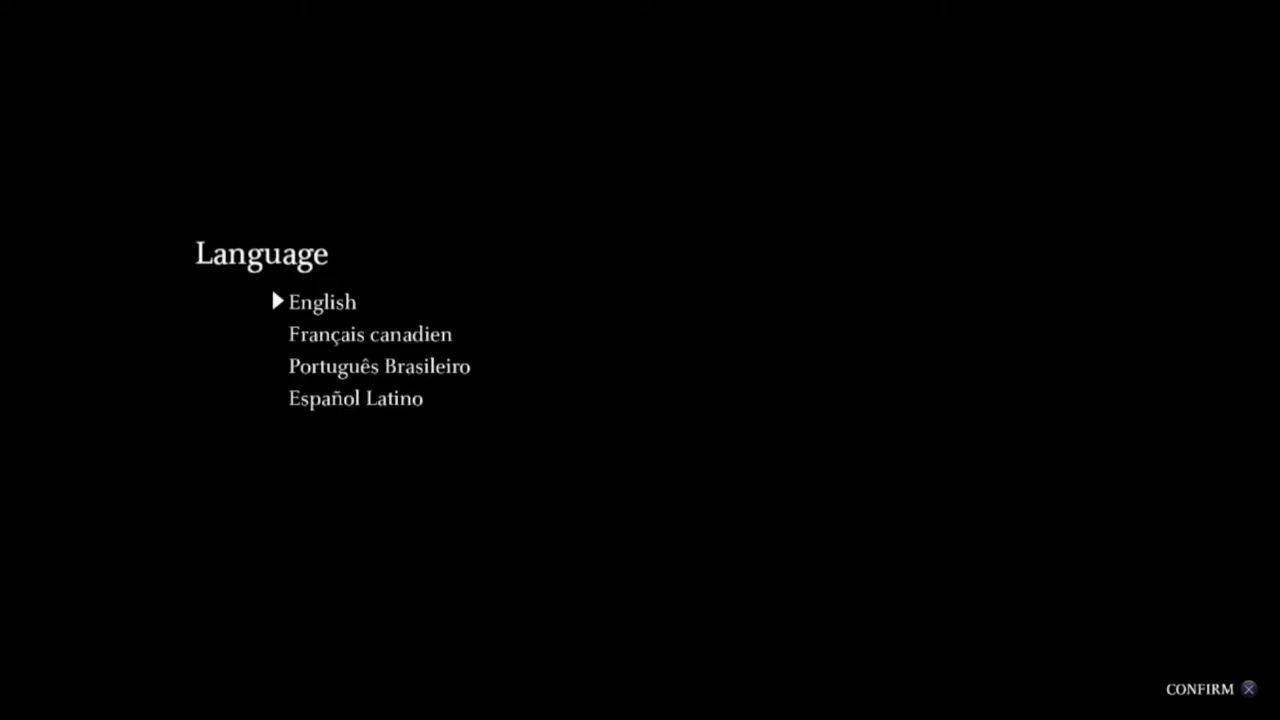 Language
English
Français canadien
Português Brasileiro
Español Latino
CONFIRM